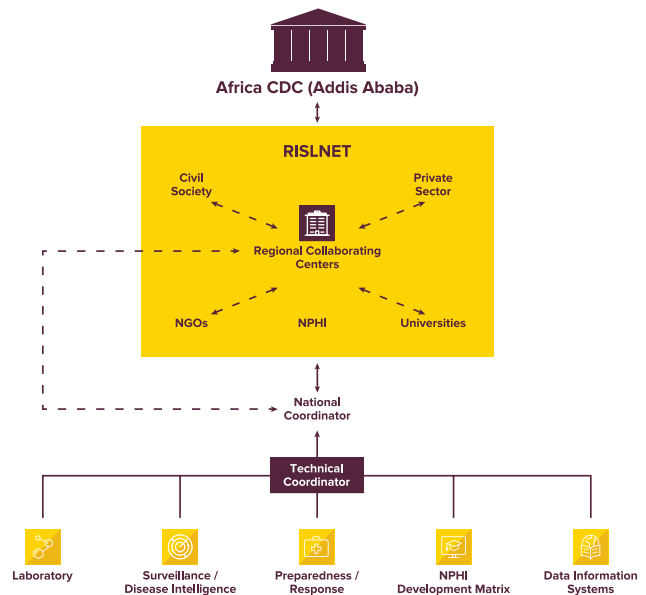 Africa CDC (Addis Ababa)
RISLNET
Civil
Society
Private
Sector
Regional Collaborating
Centers
NGOs
NPHI
Universities
National
Coordinator
Technical
Coordinator
Laboratory
Surveillance /
Disease Intelligence
Preparedness /
Response
NPHI
Development Matrix
Data Information
Systems